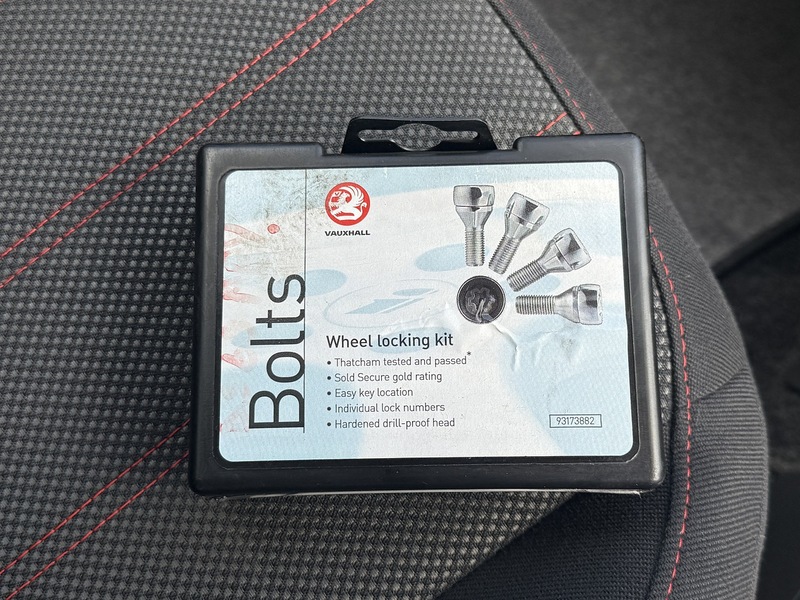 VAUXHALL
Bolts
Wheel locking kit
• Thatcham tested and passed*
• Sold Secure gold rating
• Easy key location
• Individual lock numbers
• Hardened drill-proof head
93173882